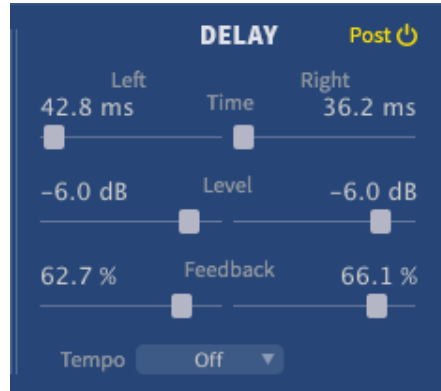 DELAY Post
Left Right
42.8 ms Time 36.2 ms
−6.0 dB Level −6.0 dB
62.7 % Feedback 66.1 %
Tempo Off